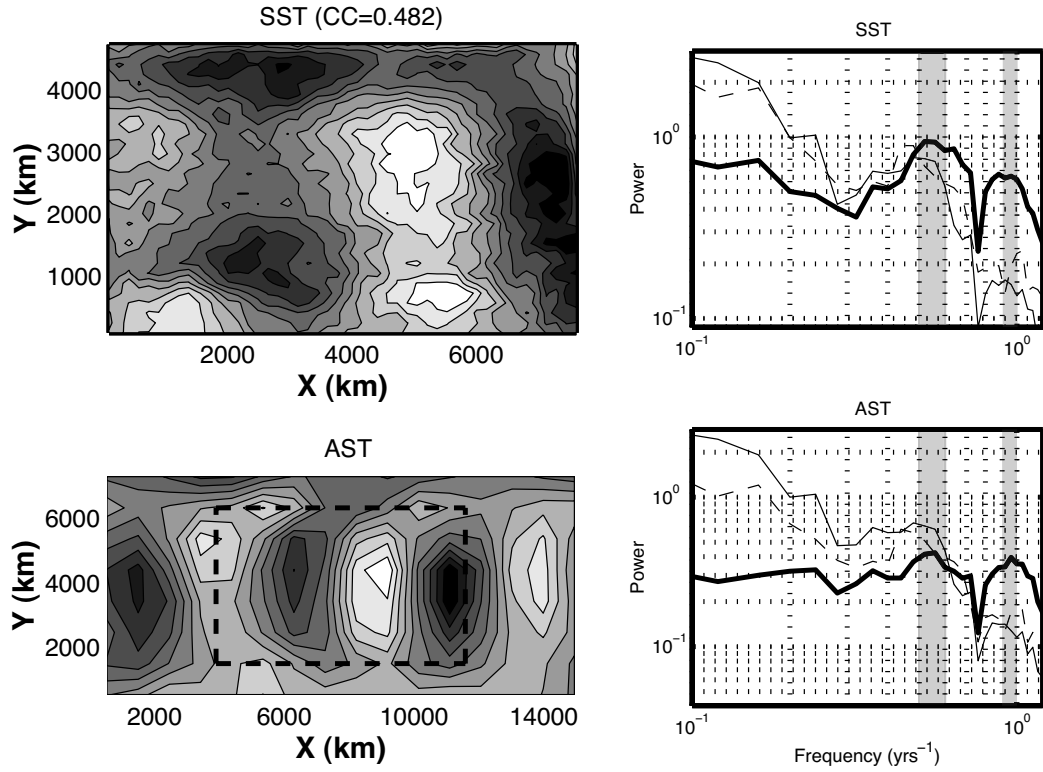 SST (CC=0.482)
Y (km)
4000
3000
2000
1000
2000 4000 6000
X (km)
SST
Power
10^0
10^−1
10^−1 10^0
AST
Y (km)
6000
4000
2000
2000 6000 10000 14000
X (km)
AST
Power
10^0
10^−1
10^−1 10^0
Frequency (yrs^−1)